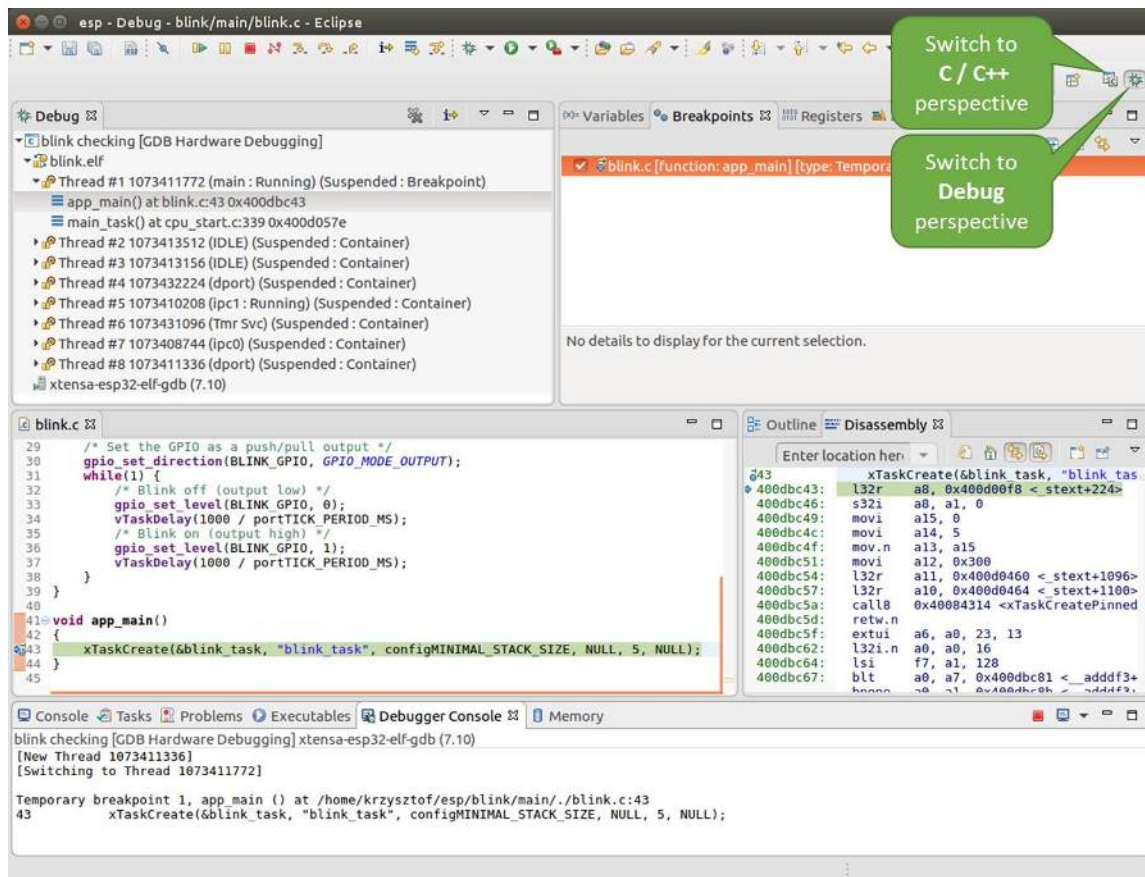 esp - Debug - blink/main/blink.c - Eclipse
Switch to
C / C++
perspective
Debug
Variables
Breakpoints
Registers
blink checking [GDB Hardware Debugging]
blink.elf
Thread #1 1073411772 (main : Running) (Suspended : Breakpoint)
app_main() at blink.c:43 0x400dbc43
main_task() at cpu_start.c:339 0x400d057e
Thread #2 1073413512 (IDLE) (Suspended : Container)
Thread #3 1073413156 (IDLE) (Suspended : Container)
Thread #4 1073432224 (dport) (Suspended : Container)
Thread #5 1073410208 (ipc1 : Running) (Suspended : Container)
Thread #6 1073431096 (Tmr Svc) (Suspended : Container)
Thread #7 1073408744 (ipc0) (Suspended : Container)
Thread #8 1073411336 (dport) (Suspended : Container)
xtensa-esp32-elf-gdb (7.10)
blink.c [function: app_main] [type: Tempora
Switch to
Debug
perspective
No details to display for the current selection.
blink.c
29 /* Set the GPIO as a push/pull output */
30 gpio_set_direction(BLINK_GPIO, GPIO_MODE_OUTPUT);
31 while(1) {
32 /* Blink off (output low) */
33 gpio_set_level(BLINK_GPIO, 0);
34 vTaskDelay(1000 / portTICK_PERIOD_MS);
35 /* Blink on (output high) */
36 gpio_set_level(BLINK_GPIO, 1);
37 vTaskDelay(1000 / portTICK_PERIOD_MS);
38 }
39 }
40
41 void app_main()
42 {
43 xTaskCreate(&blink_task, "blink_task", configMINIMAL_STACK_SIZE, NULL, 5, NULL);
44 }
45
Outline Disassembly
Enter location her
43 xTaskCreate(&blink_task, "blink_tas
400dbc43: l32r a8, 0x400d00f8 <_stext+224>
400dbc46: s32i a8, a1, 0
400dbc49: movi a15, 0
400dbc4c: movi a14, 5
400dbc4f: mov.n a13, a15
400dbc51: movi a12, 0x300
400dbc54: l32r a11, 0x400d0460 <_stext+1096>
400dbc57: l32r a10, 0x400d0464 <_stext+1100>
400dbc5a: call8 0x40084314 <xTaskCreatePinned
400dbc5d: retw.n
400dbc5f: extui a6, a0, 23, 13
400dbc62: l32i.n a0, a0, 16
400dbc64: lsi f7, a1, 128
400dbc67: blt a0, a7, 0x400dbc81 <__adddf3+
Console Tasks Problems Executables Debugger Console Memory
blink checking [GDB Hardware Debugging] xtensa-esp32-elf-gdb (7.10)
[New Thread 1073411336]
[Switching to Thread 1073411772]
Temporary breakpoint 1, app_main () at /home/krzysztof/esp/blink/main/./blink.c:43
43 xTaskCreate(&blink_task, "blink_task", configMINIMAL_STACK_SIZE, NULL, 5, NULL);